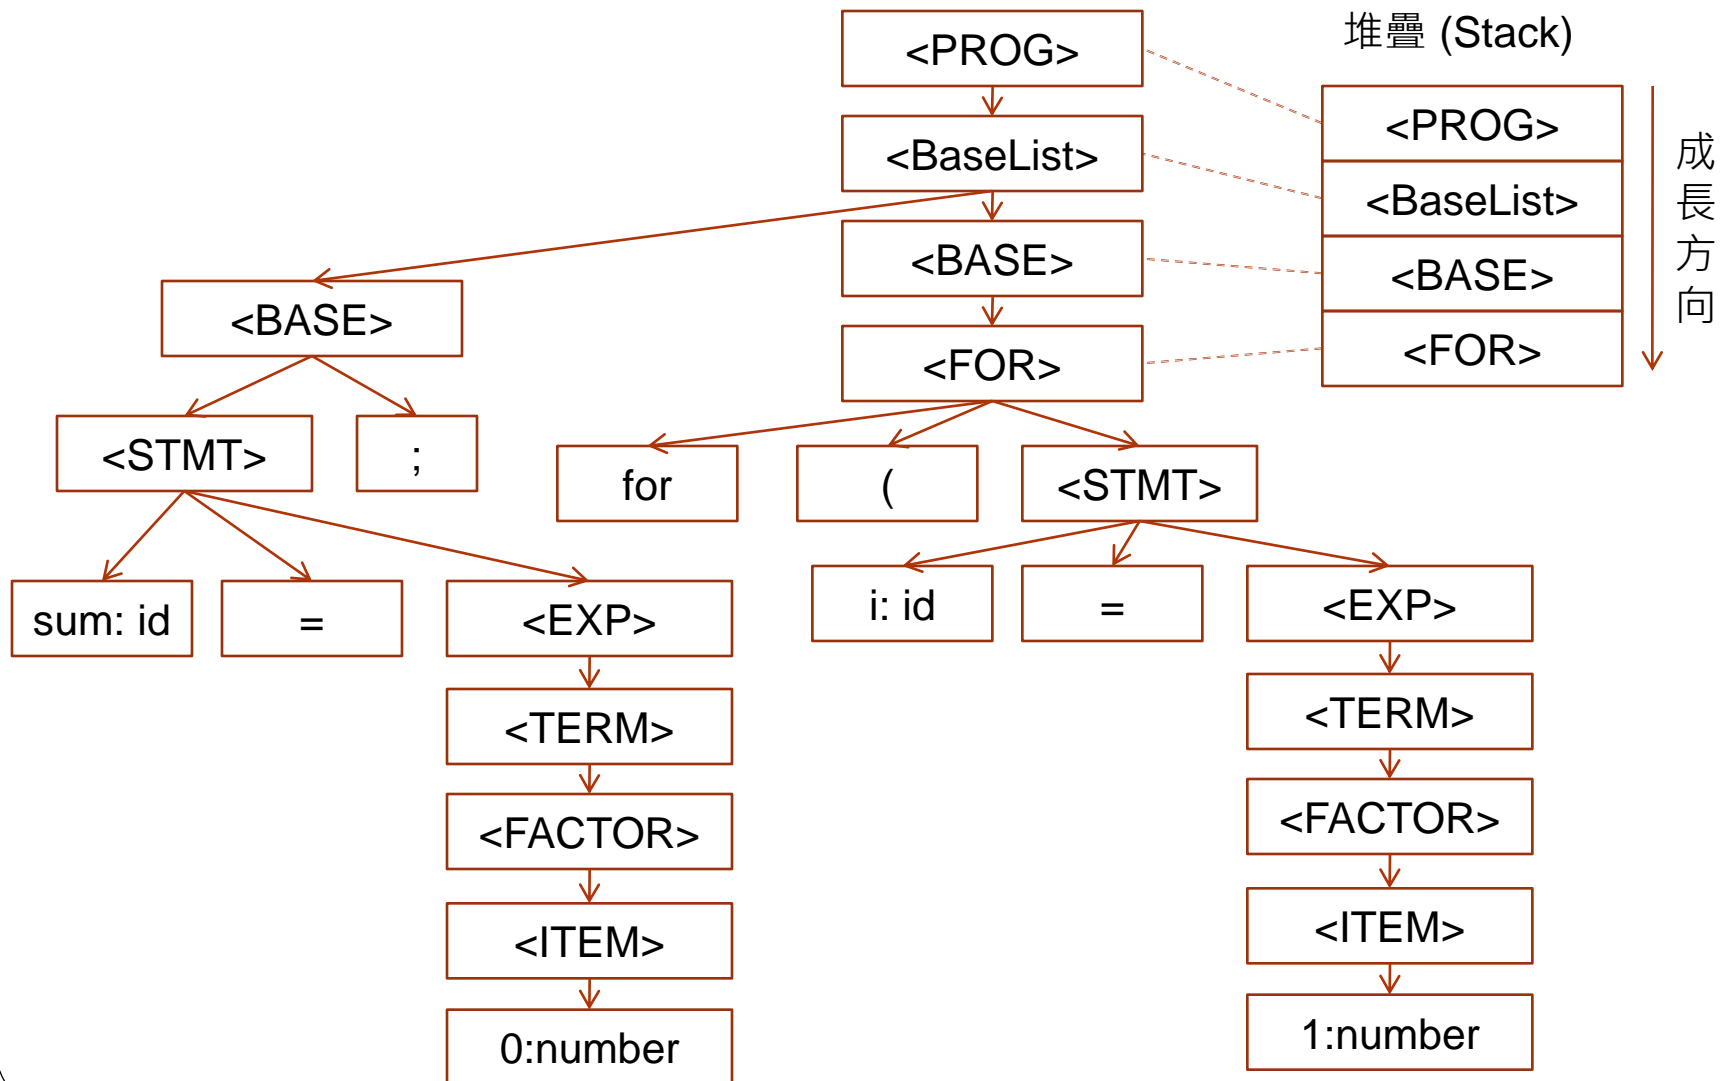 <PROG>
堆疊 (Stack)
<PROG>
<BaseList>
<BaseList>
<BASE>
<BASE>
<BASE>
<FOR>
<FOR>
成長方向
<STMT>
;
for
(
<STMT>
sum: id
=
<EXP>
i: id
=
<EXP>
<TERM>
<TERM>
<FACTOR>
<FACTOR>
<ITEM>
<ITEM>
0:number
1:number